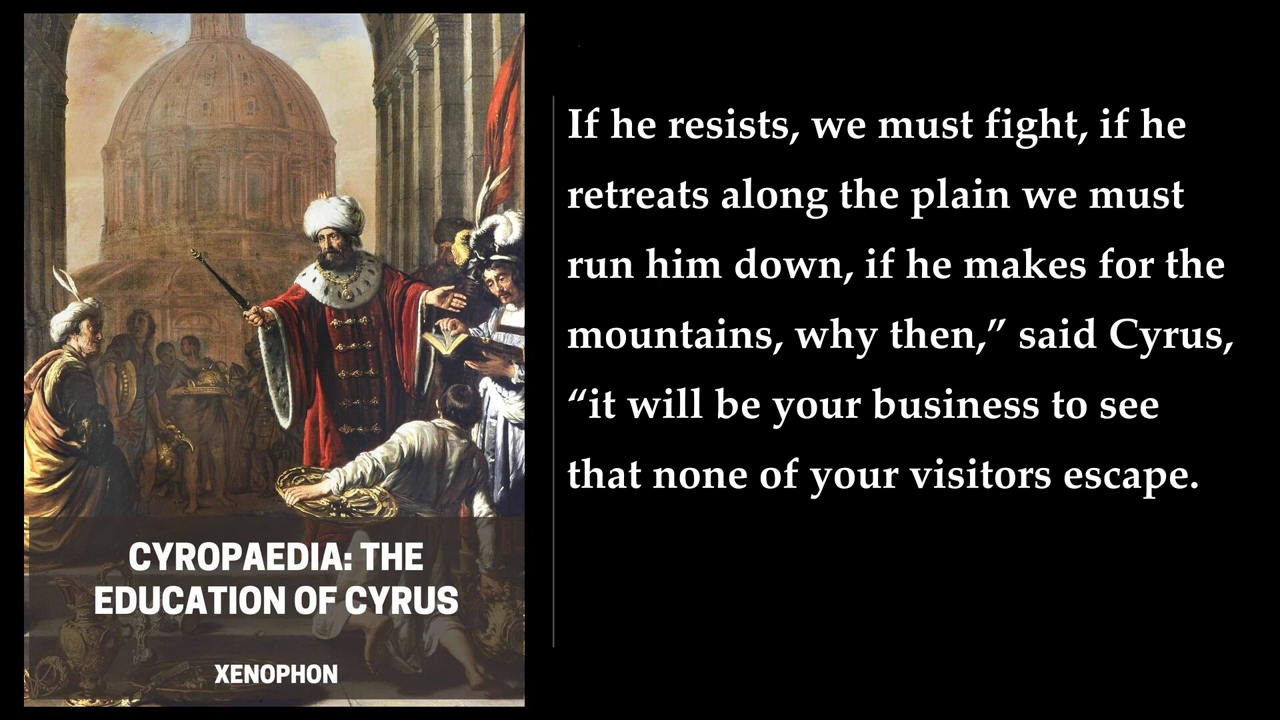 CYROPAEDIA: THE
EDUCATION OF CYRUS
XENOPHON
If he resists, we must fight, if he
retreats along the plain we must
run him down, if he makes for the
mountains, why then,” said Cyrus,
“it will be your business to see
that none of your visitors escape.